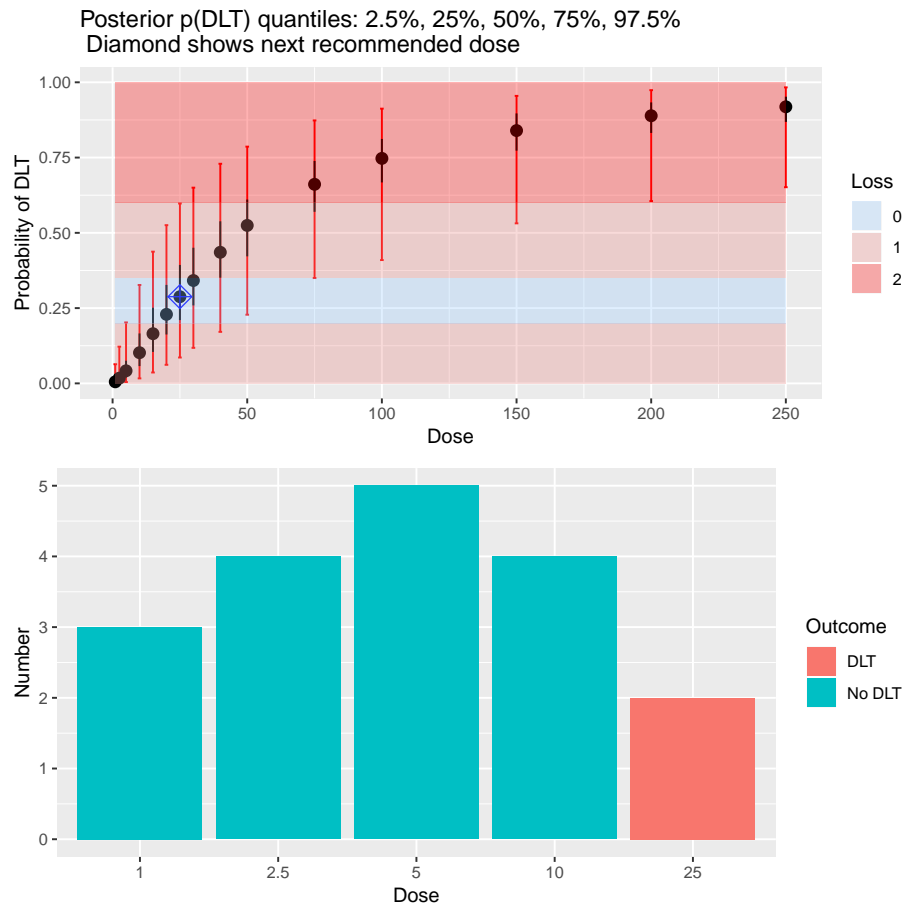 Posterior p(DLT) quantiles: 2.5%, 25%, 50%, 75%, 97.5%
Diamond shows next recommended dose
Probability of DLT
1.00
0.75
0.50
0.25
0.00
0
50
100
150
200
250
Dose
Loss
0
1
2
Number
5
4
3
2
1
0
1
2.5
5
10
25
Dose
Outcome
DLT
No DLT